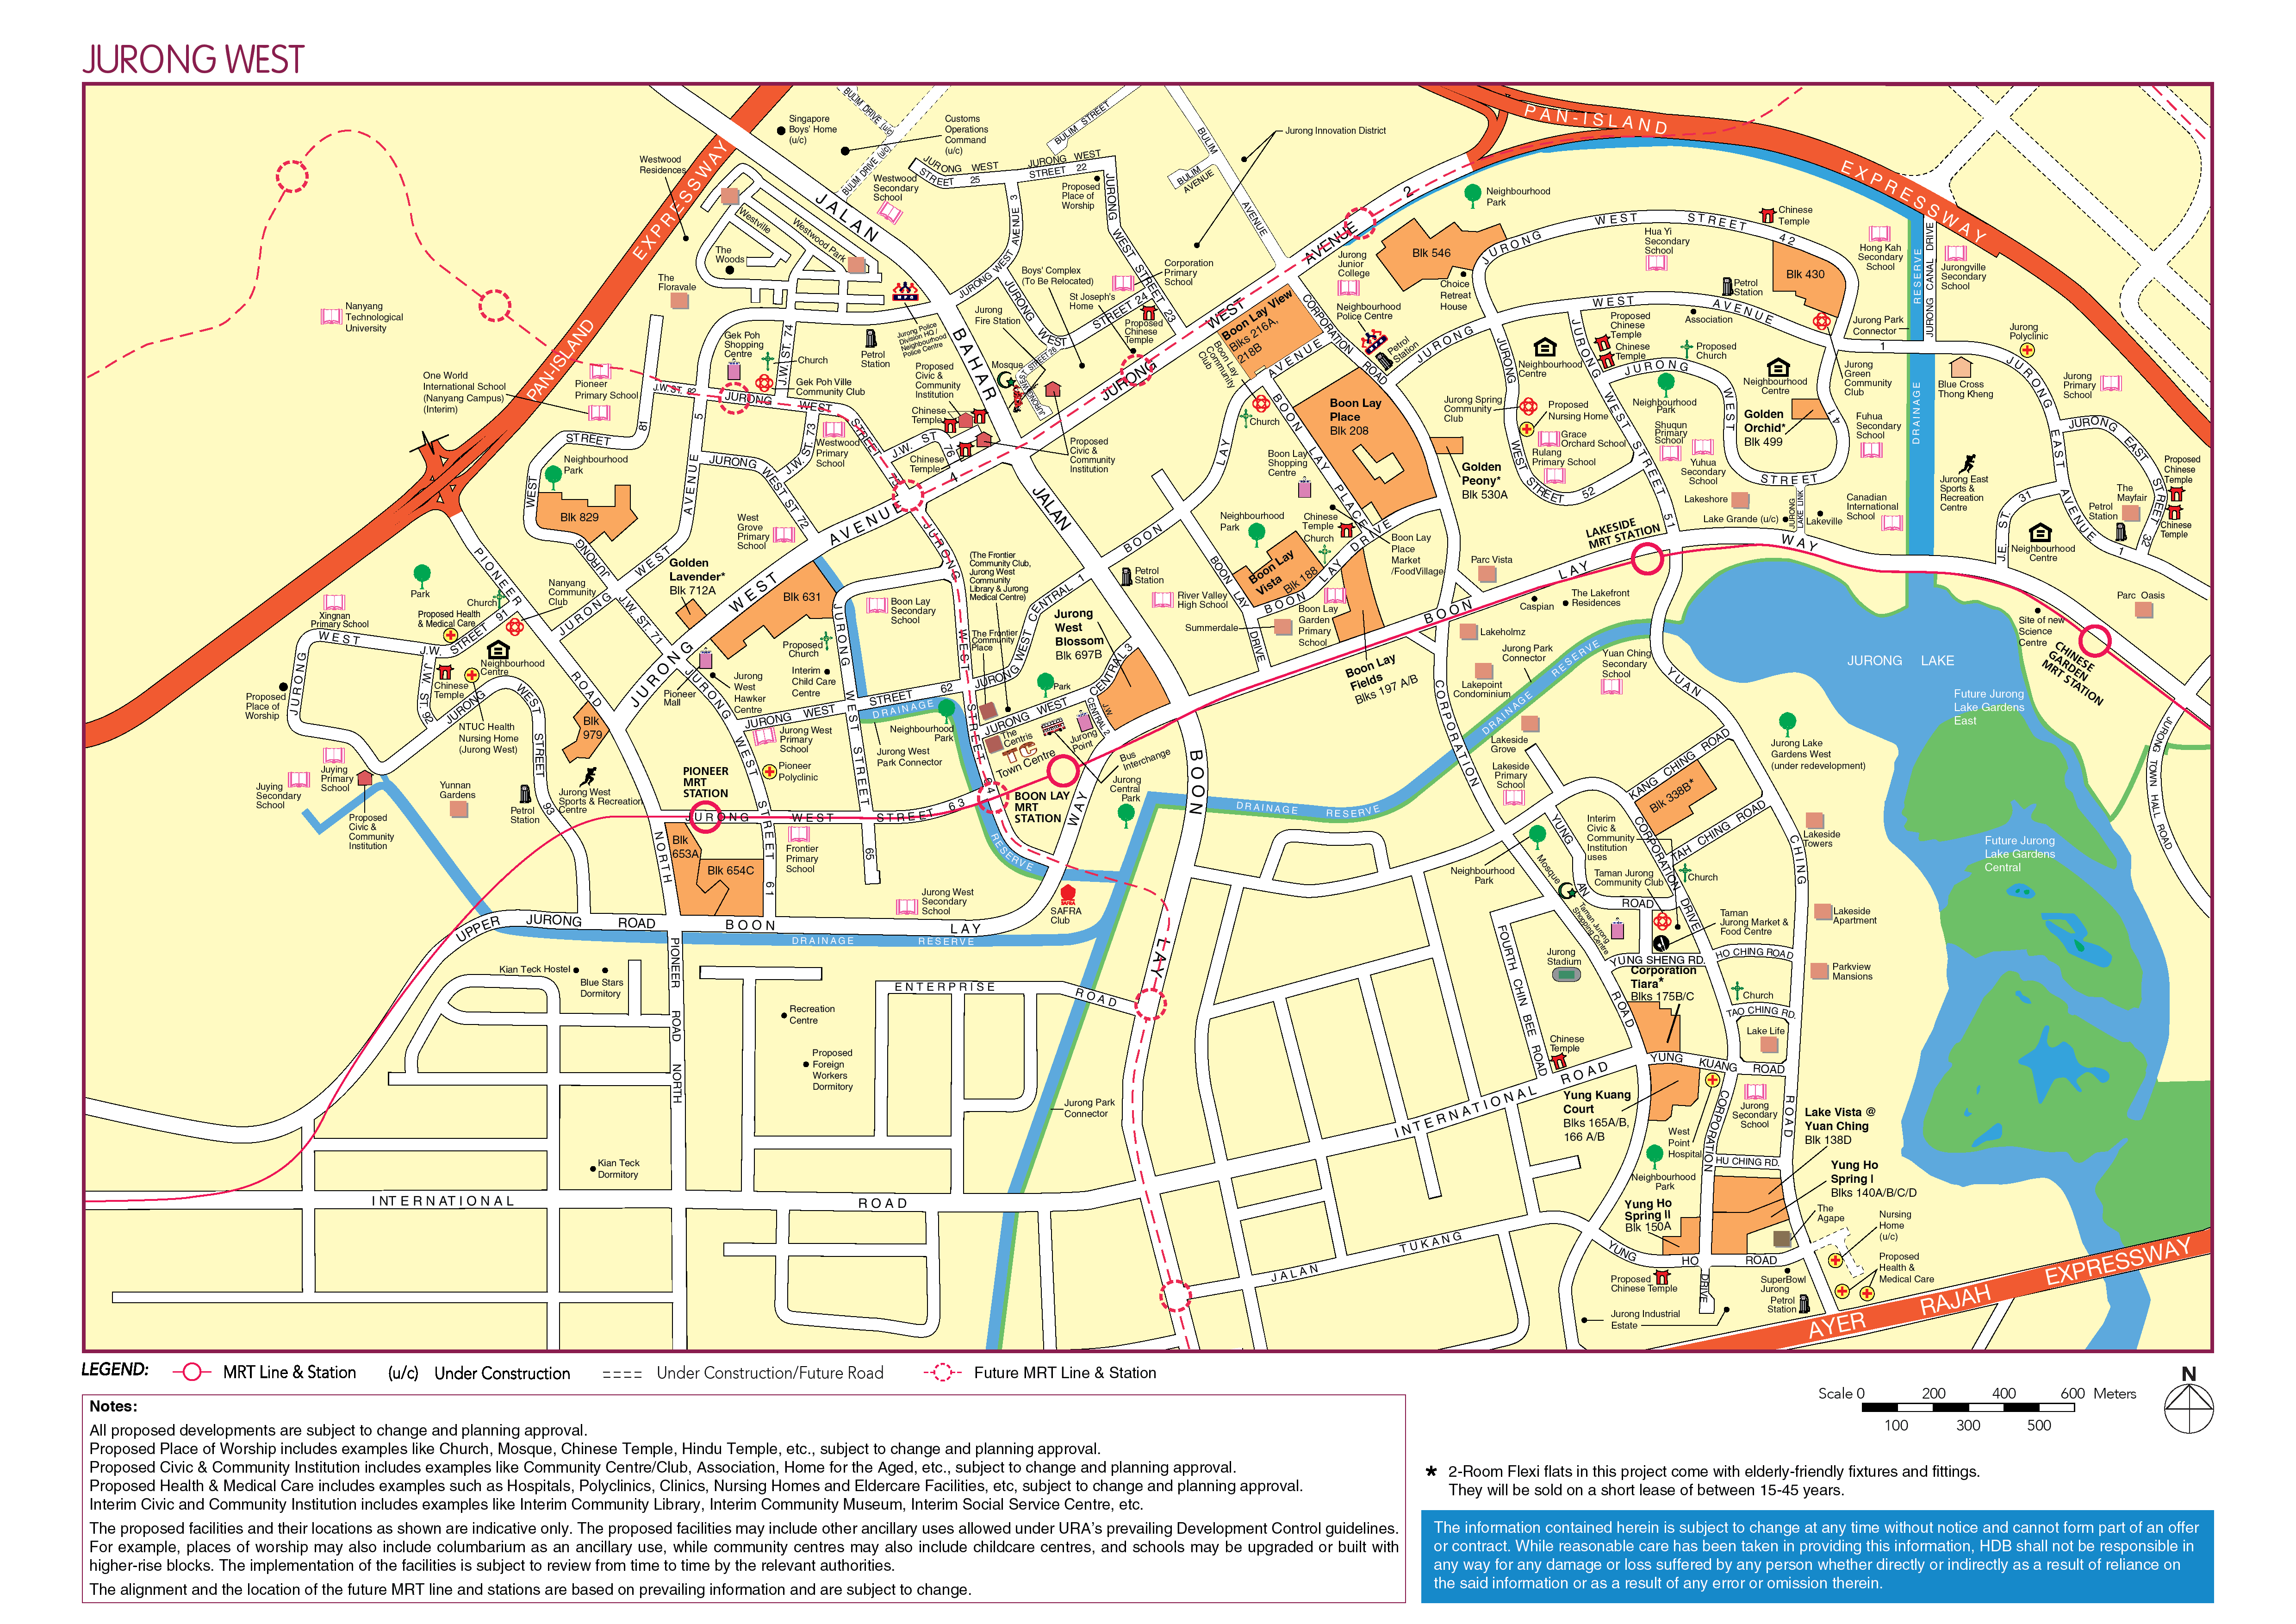 JURONG WEST
Singapore
Boys' Home
(u/c)
BULIM DRIVE (u/c)
BULIM DRIVE (u/c)
Customs
Operations
Command
(u/c)
BULIM STREET
BULIM
AVENUE
BULIM
AVENUE
Jurong Innovation District
PAN-ISLAND
EXPRESSWAY
Westwood
Residences
EXPRESSWAY
PAN-ISLAND
JALAN
BAHAR
Westwood
Secondary
School
JURONG WEST
STREET 25
JURONG WEST
STREET 22
Proposed
Place of
Worship
JURONG WEST STREET 23
JURONG WEST AVENUE 3
Westville
Westwood Park
The
Woods
The
Floravale
Nanyang
Technological
University
Boys' Complex
(To Be Relocated)
Corporation
Primary
School
St Joseph's
Home
JURONG WEST STREET 24
Proposed
Chinese
Temple
Jurong
Fire Station
Jurong Police
Division HQ /
Neighbourhood
Police Centre
Petrol
Station
Gek Poh
Shopping
Centre
J.W. ST. 74
Church
Gek Poh Ville
Community Club
Proposed
Civic &
Community
Institution
Mosque
JURONG WEST STREET 26
Chinese
Temple
Chinese
Temple
Proposed
Civic &
Community
Institution
One World
International School
(Nanyang Campus)
(Interim)
Pioneer
Primary School
J.W. ST. 82
JURONG WEST STREET 75
Westwood
Primary
School
J.W. ST. 73
J.W. ST 76
JURONG WEST ST. 72
JURONG WEST STREET 81
Neighbourhood
Park
Blk 829
JURONG WEST AVENUE 5
West
Grove
Primary
School
JURONG WEST AVENUE 4
JURONG WEST AVENUE 2
Neighbourhood
Park
Jurong
Junior
College
Blk 546
Choice
Retreat
House
Neighbourhood
Police Centre
Petrol
Station
Boon Lay View
Blks 216A,
218B
Boon Lay
Community
Club
BOON LAY AVENUE
CORPORATION ROAD
Church
Boon Lay
Place
Blk 208
Boon Lay
Shopping
Centre
BOON LAY PLACE
JURONG WEST STREET 42
Hua Yi
Secondary
School
Chinese
Temple
Hong Kah
Secondary
School
Jurongville
Secondary
School
JURONG CANAL DRIVE
DRAINAGE RESERVE
Blk 430
Petrol
Station
Association
JURONG WEST AVENUE 1
Jurong Park
Connector
Jurong
Polyclinic
Proposed
Chinese
Temple
Chinese
Temple
Proposed
Church
Neighbourhood
Centre
Neighbourhood
Centre
Jurong
Green
Community
Club
Blue Cross
Thong Kheng
Jurong
Primary
School
Jurong Spring
Community
Club
Proposed
Nursing Home
Grace
Orchard School
Rulang
Primary School
JURONG WEST STREET 52
JURONG WEST STREET 51
Neighbourhood
Park
Shuqun
Primary
School
Yuhua
Secondary
School
JURONG WEST STREET 41
Golden
Orchid*
Blk 499
Fuhua
Secondary
School
Golden
Peony*
Blk 530A
Lakeshore
Lake Grande (u/c)
JURONG
LAKE LINK
Lakeville
Canadian
International
School
Jurong East
Sports &
Recreation
Centre
JURONG EAST AVENUE 1
JURONG EAST STREET 32
J.E. ST. 31
Neighbourhood
Centre
Petrol
Station
The
Mayfair
Proposed
Chinese
Temple
Chinese
Temple
LAKESIDE
MRT STATION
BOON LAY WAY
Parc Oasis
Site of new
Science
Centre
CHINESE
GARDEN
MRT STATION
JURONG LAKE
Future Jurong
Lake Gardens
East
Future Jurong
Lake Gardens
Central
JURONG TOWN HALL ROAD
Jurong Lake
Gardens West
(under redevelopment)
Parc Vista
Caspian
The Lakefront
Residences
Lakeholmz
Lakepoint
Condominium
Jurong Park
Connector
DRAINAGE RESERVE
Yuan Ching
Secondary
School
YUAN CHING ROAD
Lakeside
Grove
Lakeside
Primary
School
KANG CHING ROAD
Blk 338B*
TAH CHING ROAD
Lakeside
Towers
Interim
Civic &
Community
Institution
uses
Church
Taman Jurong
Community Club
YUNG AN ROAD
CORPORATION DRIVE
Neighbourhood
Park
Mosque
Taman Jurong
Shopping Centre
Taman
Jurong Market &
Food Centre
Lakeside
Apartment
YUNG SHENG RD.
HO CHING ROAD
Parkview
Mansions
Jurong
Stadium
FOURTH CHIN BEE ROAD
Corporation
Tiara*
Blks 175B/C
Church
TAO CHING RD.
Lake Life
Chinese
Temple
YUNG KUANG ROAD
Yung Kuang
Court
Blks 165A/B,
166 A/B
Jurong
Secondary
School
West
Point
Hospital
HU CHING RD.
Neighbourhood
Park
Lake Vista @
Yuan Ching
Blk 138D
Yung Ho
Spring I
Blks 140A/B/C/D
Yung Ho
Spring II
Blk 150A
The
Agape
Nursing
Home
(u/c)
Proposed
Health &
Medical Care
YUNG HO ROAD
Proposed
Chinese Temple
SuperBowl
Jurong
Petrol
Station
Jurong Industrial
Estate
AYER RAJAH EXPRESSWAY
Chinese
Temple
Church
Neighbourhood
Park
BOON LAY DRIVE
Boon Lay
Place
Market
/FoodVillage
Boon Lay
Vista
Blk 188
River Valley
High School
Summerdale
Boon Lay
Garden
Primary
School
Boon Lay
Fields
Blks 197 A/B
Petrol
Station
JALAN BOON LAY
(The Frontier
Community Club,
Jurong West
Community
Library & Jurong
Medical Centre)
The Frontier
Community
Place
JURONG WEST CENTRAL 1
Jurong
West
Blossom
Blk 697B
JURONG WEST CENTRAL 3
J.W
CENTRAL 2
Park
The
Centris
TC
Town Centre
Jurong
Point
Bus
Interchange
BOON LAY
MRT
STATION
Jurong
Central
Park
Boon Lay
Secondary
School
Golden
Lavender*
Blk 712A
Blk 631
Proposed
Church
Interim
Child Care
Centre
Jurong
West
Hawker
Centre
Pioneer
Mall
JURONG WEST STREET 62
JURONG WEST STREET 64
JURONG WEST STREET 65
JURONG WEST STREET 61
JURONG WEST STREET 63
Neighbourhood
Park
Jurong West
Park Connector
Jurong West
Primary
School
Pioneer
Polyclinic
PIONEER
MRT
STATION
Frontier
Primary
School
Blk
653A
Blk 654C
Jurong West
Secondary
School
SAFRA
Club
J.W. ST. 71
Nanyang
Community
Club
PIONEER ROAD NORTH
Park
Church
Proposed Health
& Medical Care
Xingnan
Primary School
J.W. STREET 91
Neighbourhood
Centre
Chinese
Temple
J.W. ST. 92
NTUC Health
Nursing Home
(Jurong West)
JURONG WEST STREET 93
Blk
979
Jurong West
Sports & Recreation
Centre
Petrol
Station
Proposed
Place of
Worship
Juying
Primary
School
Juying
Secondary
School
Proposed
Civic &
Community
Institution
Yunnan
Gardens
UPPER JURONG ROAD
BOON LAY WAY
DRAINAGE RESERVE
Kian Teck Hostel
Blue Stars
Dormitory
PIONEER ROAD NORTH
ENTERPRISE ROAD
Recreation
Centre
Proposed
Foreign
Workers
Dormitory
Kian Teck
Dormitory
Jurong Park
Connector
INTERNATIONAL ROAD
INTERNATIONAL ROAD
JALAN TUKANG
LEGEND:
MRT Line & Station
(u/c) Under Construction
Under Construction/Future Road
Future MRT Line & Station
Scale 0 200 400 600 Meters
100 300 500
N
Notes:
All proposed developments are subject to change and planning approval.
Proposed Place of Worship includes examples like Church, Mosque, Chinese Temple, Hindu Temple, etc., subject to change and planning approval.
Proposed Civic & Community Institution includes examples like Community Centre/Club, Association, Home for the Aged, etc., subject to change and planning approval.
Proposed Health & Medical Care includes examples such as Hospitals, Polyclinics, Clinics, Nursing Homes and Eldercare Facilities, etc, subject to change and planning approval.
Interim Civic and Community Institution includes examples like Interim Community Library, Interim Community Museum, Interim Social Service Centre, etc.
The proposed facilities and their locations as shown are indicative only. The proposed facilities may include other ancillary uses allowed under URA's prevailing Development Control guidelines.
For example, places of worship may also include columbarium as an ancillary use, while community centres may also include childcare centres, and schools may be upgraded or built with
higher-rise blocks. The implementation of the facilities is subject to review from time to time by the relevant authorities.
The alignment and the location of the future MRT line and stations are based on prevailing information and are subject to change.
* 2-Room Flexi flats in this project come with elderly-friendly fixtures and fittings.
They will be sold on a short lease of between 15-45 years.
The information contained herein is subject to change at any time without notice and cannot form part of an offer
or contract. While reasonable care has been taken in providing this information, HDB shall not be responsible in
any way for any damage or loss suffered by any person whether directly or indirectly as a result of reliance on
the said information or as a result of any error or omission therein.